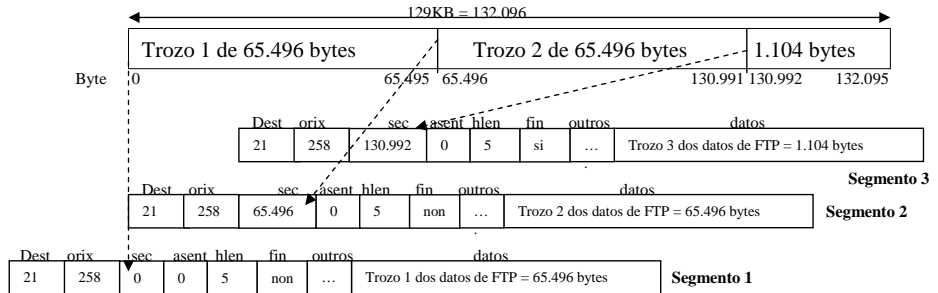 129KB = 132.096
Trozo 1 de 65.496 bytes Trozo 2 de 65.496 bytes 1.104 bytes
Byte 0 65.495 65.496 130.991 130.992 132.095
Dest orix sec asent hlen fin outros datos
21 258 130.992 0 5 si ... Trozo 3 dos datos de FTP = 1.104 bytes
Segmento 3
Dest orix sec asent hlen fin outros datos
21 258 65.496 0 5 non ... Trozo 2 dos datos de FTP = 65.496 bytes Segmento 2
Dest orix sec asent hlen fin outros datos
21 258 0 0 5 non ... Trozo 1 dos datos de FTP = 65.496 bytes Segmento 1